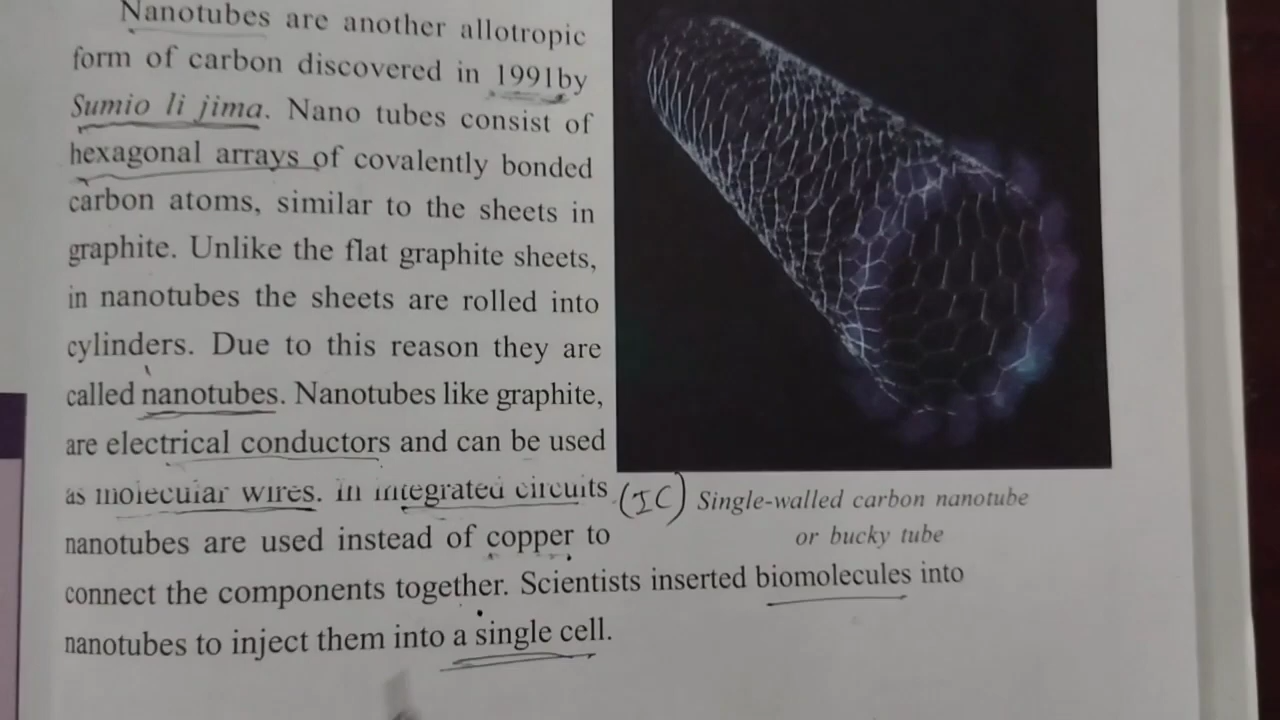 Nanotubes are another allotropic
form of carbon discovered in 1991by
Sumio li jima. Nano tubes consist of
hexagonal arrays of covalently bonded
carbon atoms, similar to the sheets in
graphite. Unlike the flat graphite sheets,
in nanotubes the sheets are rolled into
cylinders. Due to this reason they are
called nanotubes. Nanotubes like graphite,
are electrical conductors and can be used
as molecular wires. In integrated circuits
(IC)
nanotubes are used instead of copper to
connect the components together. Scientists inserted biomolecules into
nanotubes to inject them into a single cell.
Single-walled carbon nanotube
or bucky tube